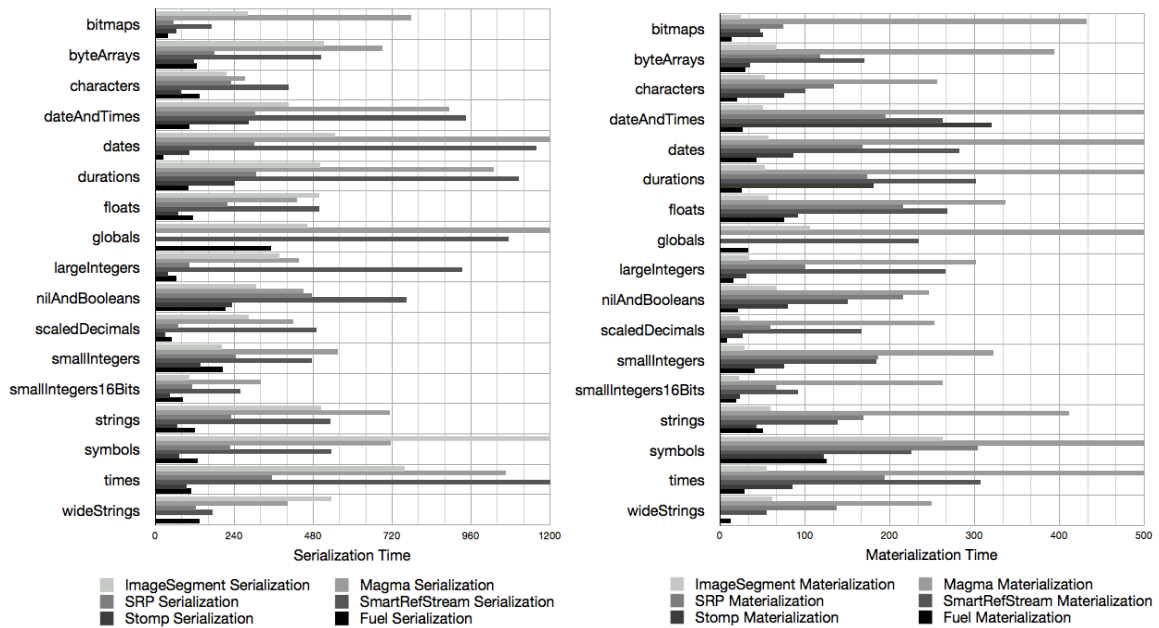 bitmaps
byteArrays
characters
dateAndTimes
dates
durations
floats
globals
largeIntegers
nilAndBooleans
scaledDecimals
smallIntegers
smallIntegers16Bits
strings
symbols
times
wideStrings
0 240 480 720 960 1200
Serialization Time
ImageSegment Serialization Magma Serialization
SRP Serialization SmartRefStream Serialization
Stomp Serialization Fuel Serialization
bitmaps
byteArrays
characters
dateAndTimes
dates
durations
floats
globals
largeIntegers
nilAndBooleans
scaledDecimals
smallIntegers
smallIntegers16Bits
strings
symbols
times
wideStrings
0 100 200 300 400 500
Materialization Time
ImageSegment Materialization Magma Materialization
SRP Materialization SmartRefStream Materialization
Stomp Materialization Fuel Materialization